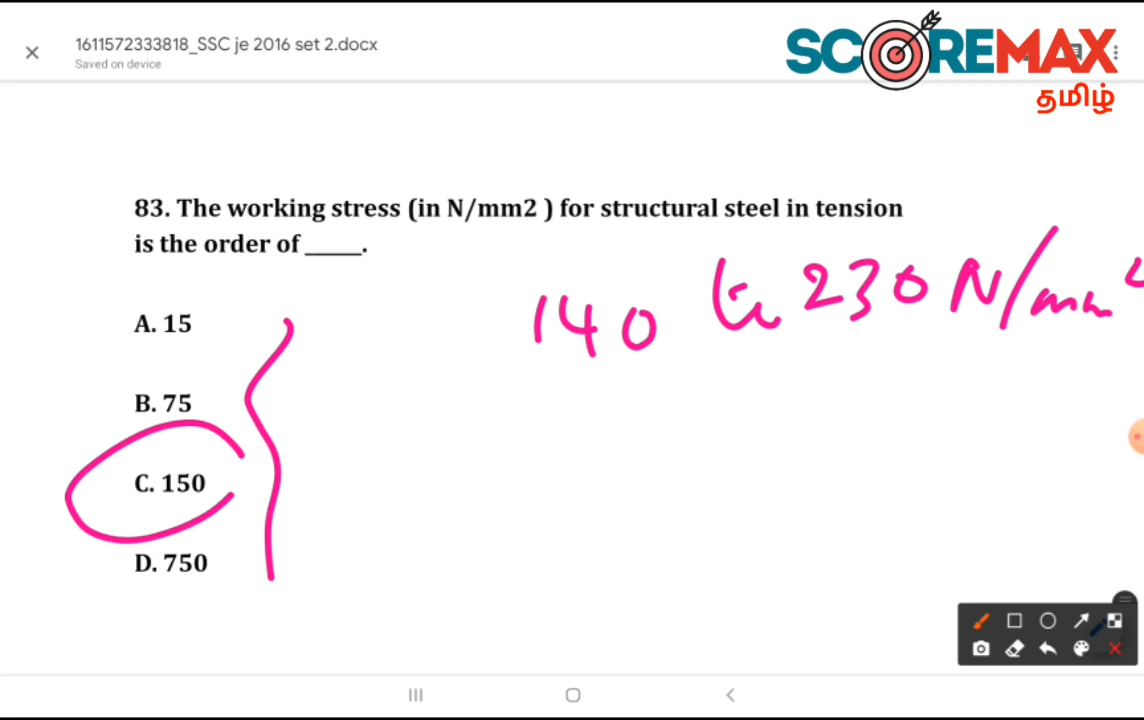 1611572333818_SSC je 2016 set 2.docx
Saved on device
SCOREMAX
தமிழ்
83. The working stress (in N/mm2 ) for structural steel in tension
is the order of _____.
140 to 230 N/mm²
A. 15
B. 75
C. 150
D. 750